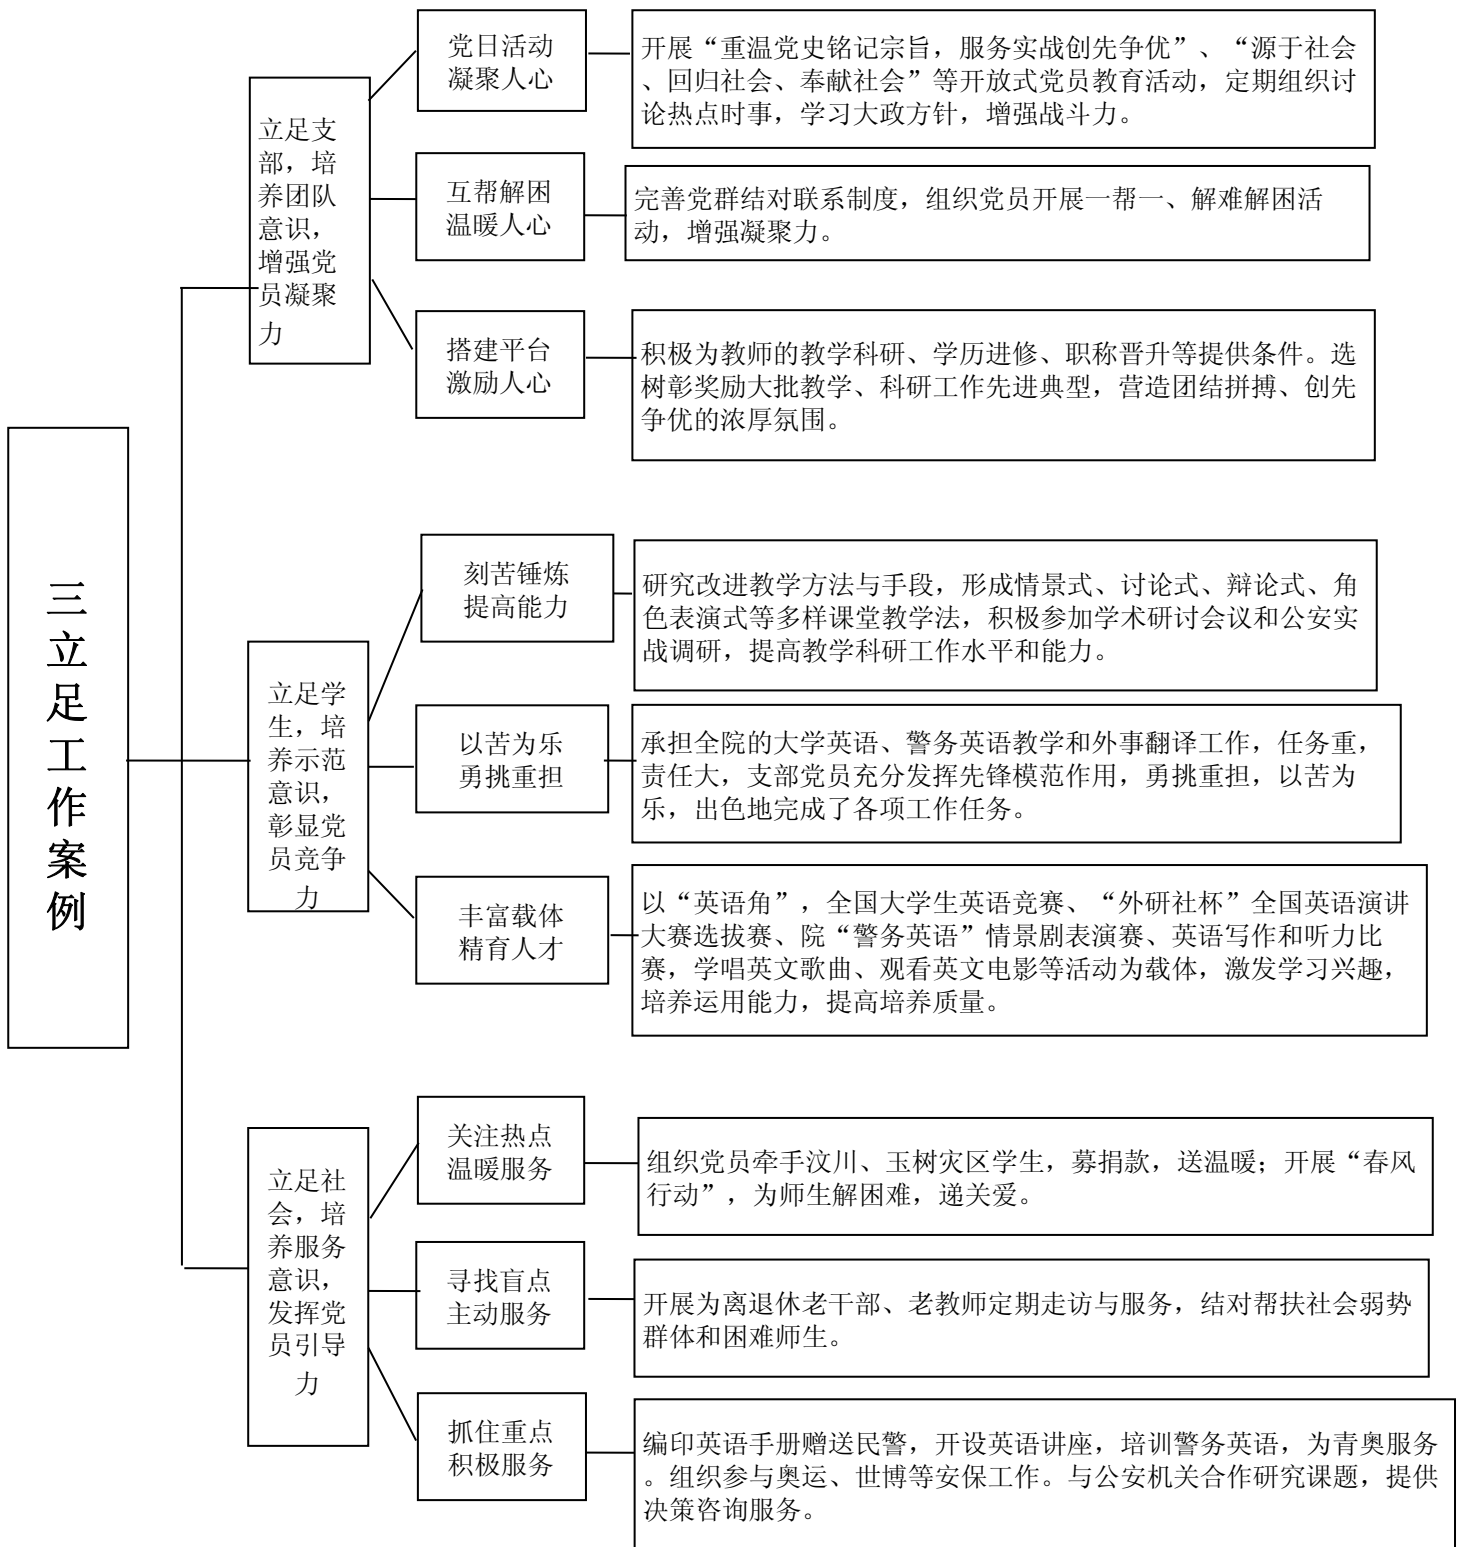 三
立
足
工
作
案
例
立足支
部，培
养团队
意识，
增强党
员凝聚
力
党日活动
凝聚人心
开展“重温党史铭记宗旨，服务实战创先争优”、“源于社会
、回归社会、奉献社会”等开放式党员教育活动，定期组织讨
论热点时事，学习大政方针，增强战斗力。
互帮解困
温暖人心
完善党群结对联系制度，组织党员开展一帮一、解难解困活
动，增强凝聚力。
搭建平台
激励人心
积极为教师的教学科研、学历进修、职称晋升等提供条件。选
树彰奖励大批教学、科研工作先进典型，营造团结拼搏、创先
争优的浓厚氛围。
立足学
生，培
养示范
意识，
彰显党
员竞争
力
刻苦锤炼
提高能力
研究改进教学方法与手段，形成情景式、讨论式、辩论式、角
色表演式等多样课堂教学法，积极参加学术研讨会议和公安实
战调研，提高教学科研工作水平和能力。
以苦为乐
勇挑重担
承担全院的大学英语、警务英语教学和外事翻译工作，任务重，
责任大，支部党员充分发挥先锋模范作用，勇挑重担，以苦为
乐，出色地完成了各项工作任务。
丰富载体
精育人才
以“英语角”，全国大学生英语竞赛、“外研社杯”全国英语演讲
大赛选拔赛、院“警务英语”情景剧表演赛、英语写作和听力比
赛，学唱英文歌曲、观看英文电影等活动为载体，激发学习兴趣，
培养运用能力，提高培养质量。
立足社
会，培
养服务
意识，
发挥党
员引导
力
关注热点
温暖服务
组织党员牵手汶川、玉树灾区学生，募捐款，送温暖；开展“春风
行动”，为师生解困难，递关爱。
寻找盲点
主动服务
开展为离退休老干部、老教师定期走访与服务，结对帮扶社会弱势
群体和困难师生。
抓住重点
积极服务
编印英语手册赠送民警，开设英语讲座，培训警务英语，为青奥服务
。组织参与奥运、世博等安保工作。与公安机关合作研究课题，提供
决策咨询服务。